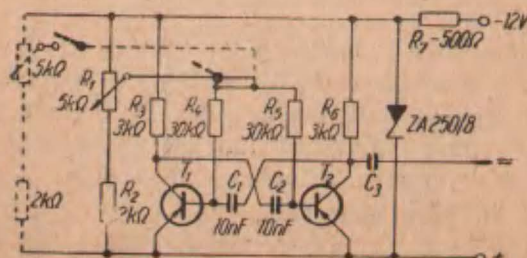 -12V
R₇-500Ω
5kΩ
R₁
5kΩ
R₃
3kΩ
R₄
30kΩ
R₅
30kΩ
R₆
3kΩ
ZA250/8
2kΩ
R₂
2kΩ
T₁
C₁
10nF
C₂
10nF
T₂
C₃
=
+